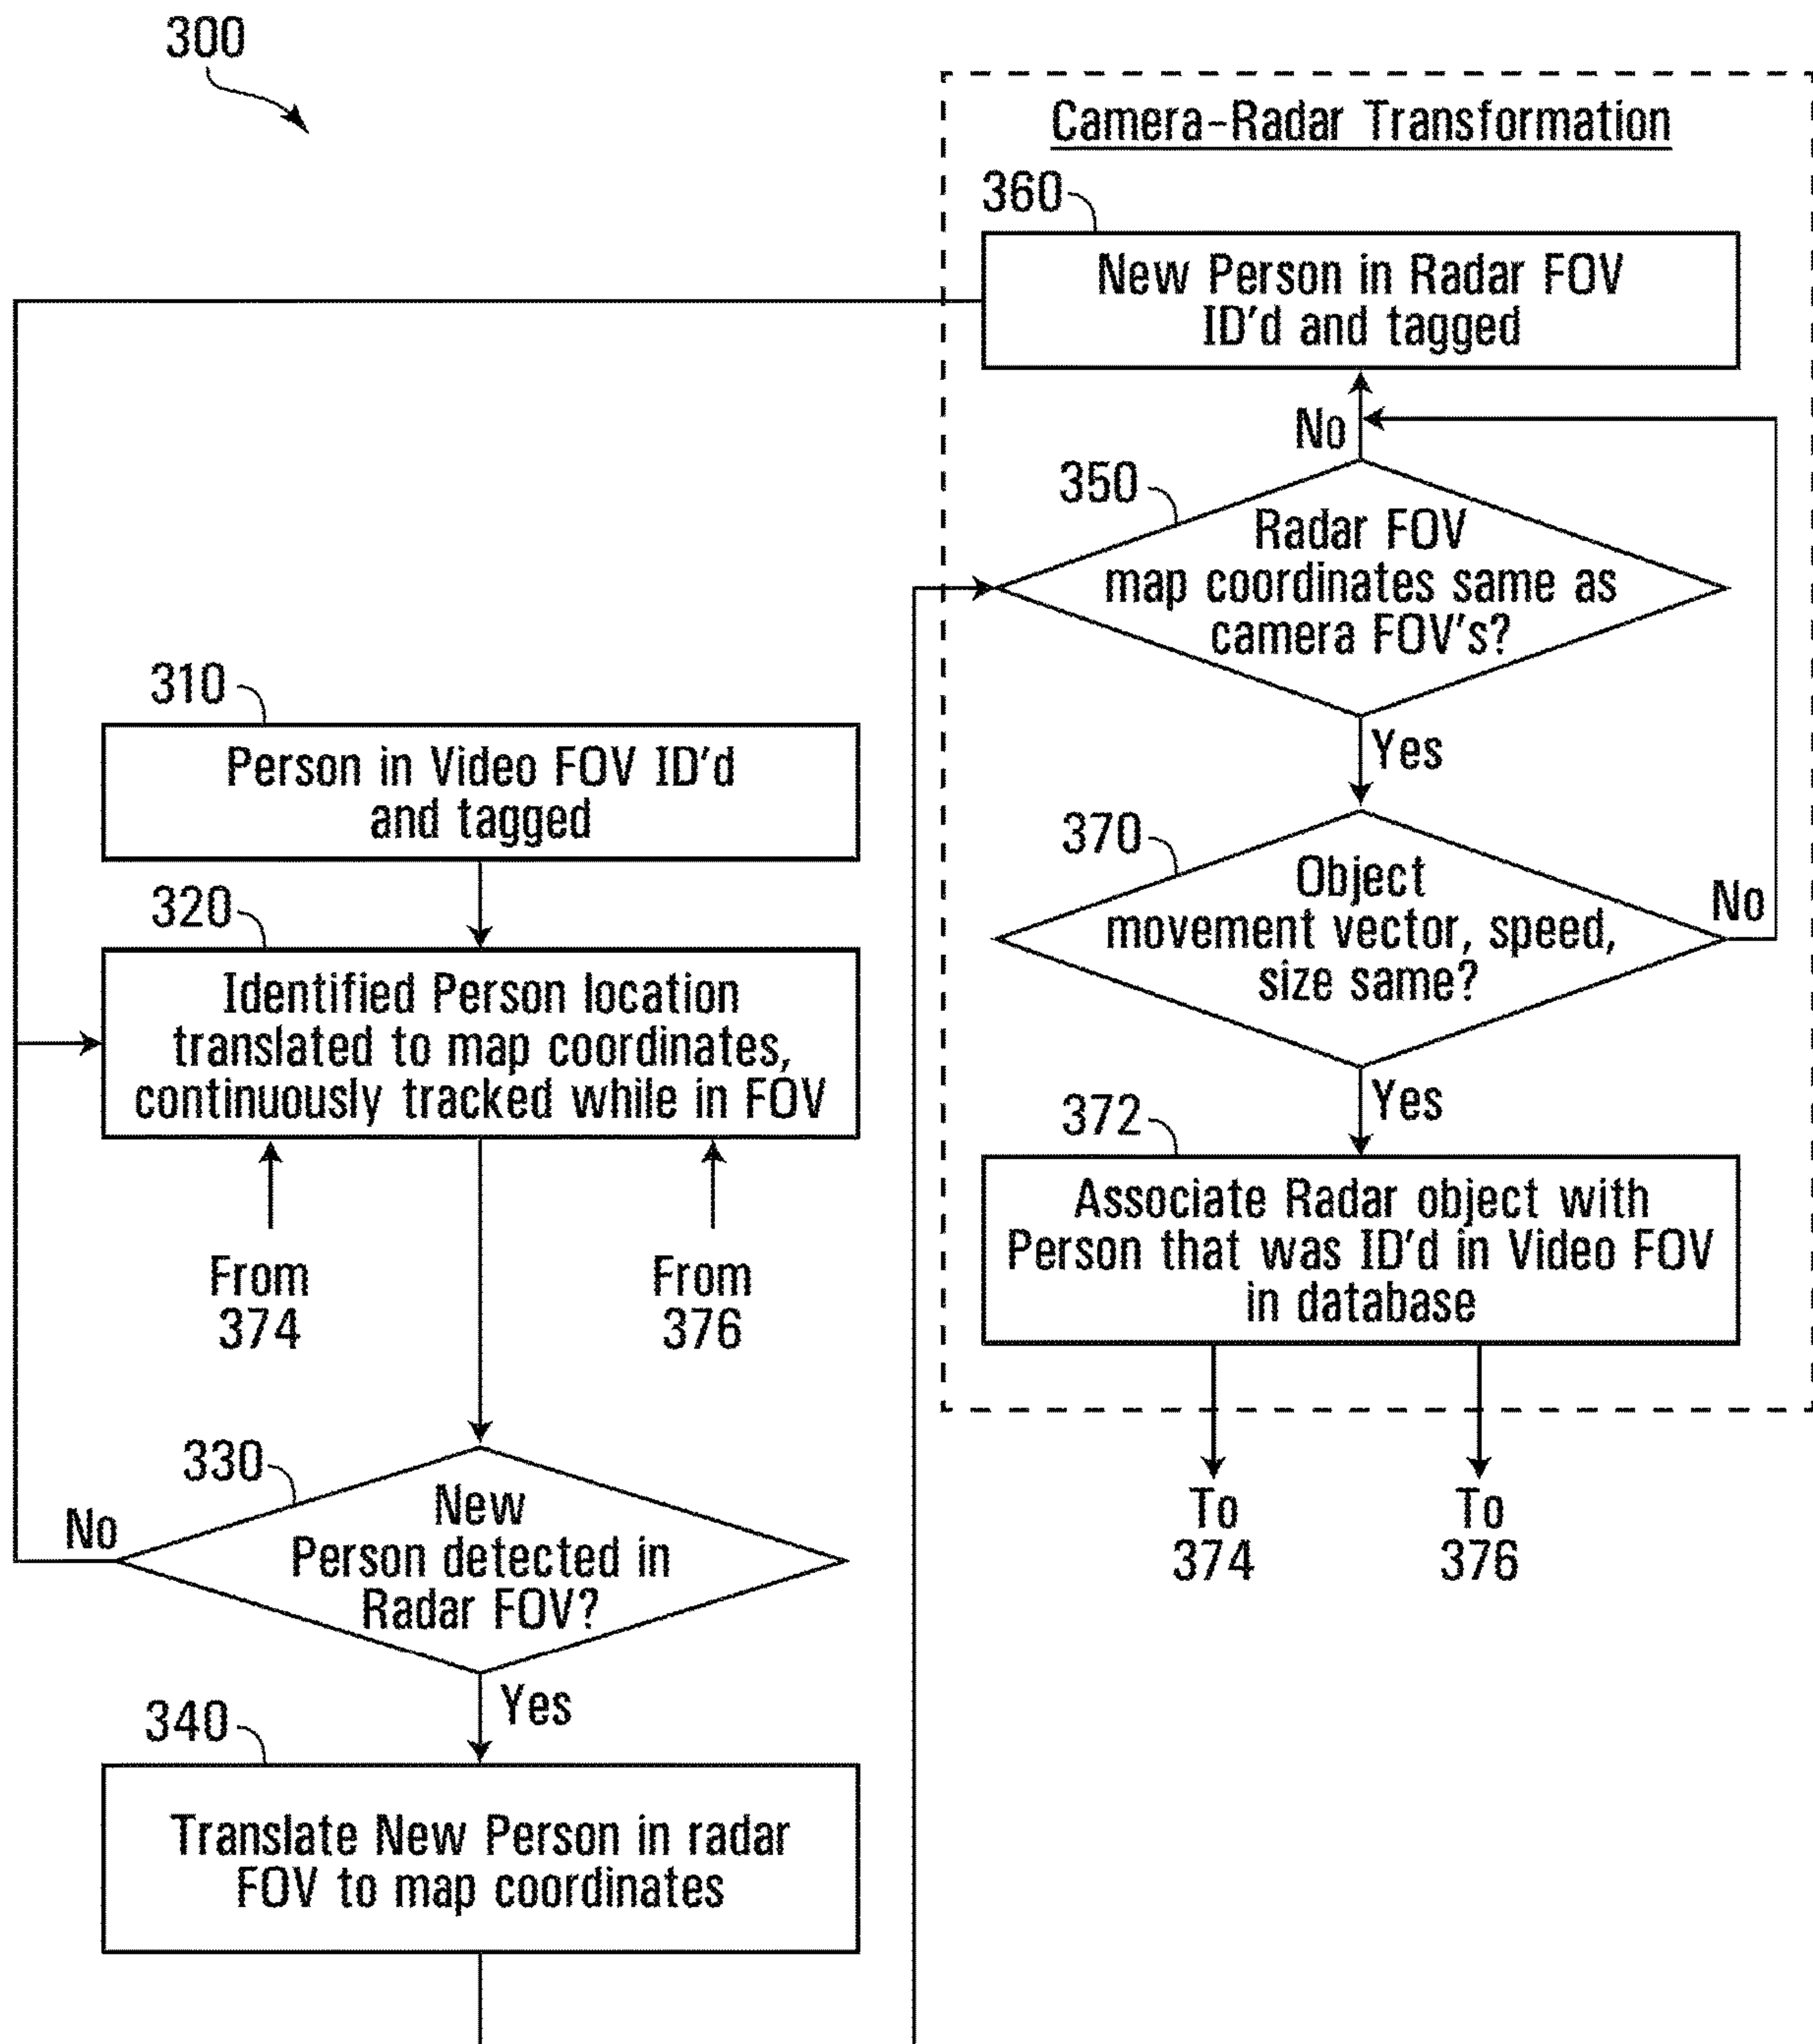 300
Camera-Radar Transformation
360
New Person in Radar FOV
ID'd and tagged
No
350
Radar FOV
map coordinates same as
camera FOV's?
Yes
370
Object
movement vector, speed,
size same?
No
Yes
372
Associate Radar object with
Person that was ID'd in Video FOV
in database
To
374
To
376
310
Person in Video FOV ID'd
and tagged
320
Identified Person location
translated to map coordinates,
continuously tracked while in FOV
From
374
From
376
330
New
Person detected in
Radar FOV?
No
Yes
340
Translate New Person in radar
FOV to map coordinates